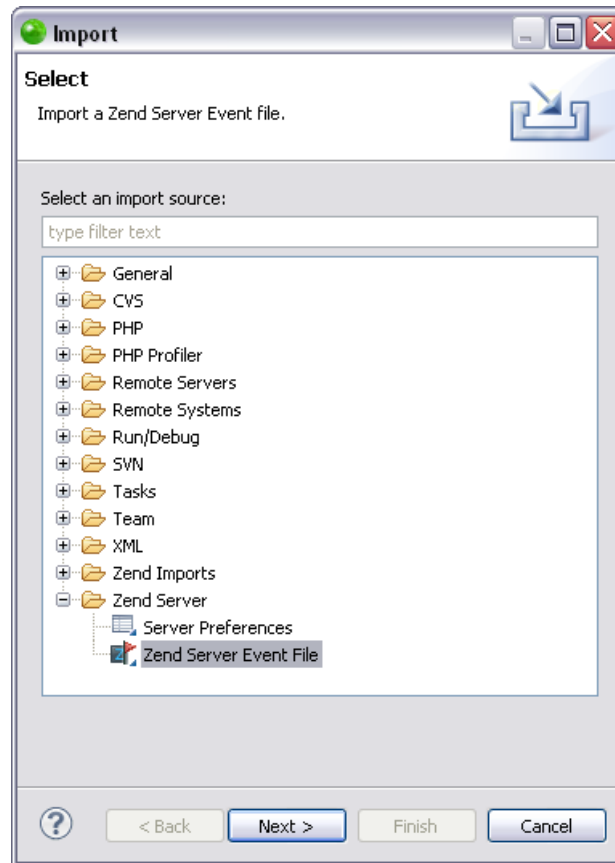 Import
Select
Import a Zend Server Event file.
Select an import source:
type filter text
General
CVS
PHP
PHP Profiler
Remote Servers
Remote Systems
Run/Debug
SVN
Tasks
Team
XML
Zend Imports
Zend Server
Server Preferences
Zend Server Event File
? < Back Next > Finish Cancel